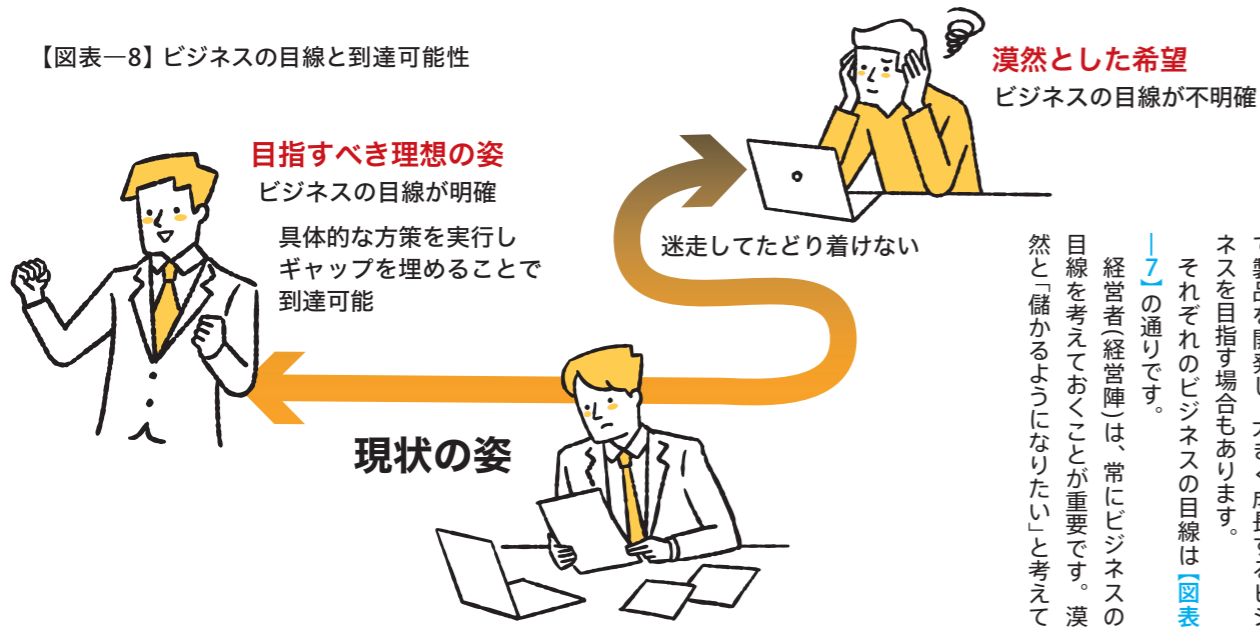 【図表―8】ビジネスの目線と到達可能性
漠然とした希望
ビジネスの目線が不明確
目指すべき理想の姿
ビジネスの目線が明確
具体的な方策を実行し
ギャップを埋めることで
到達可能
迷走してたどり着けない
現状の姿
ネスを目指す場合もあります。
それぞれのビジネスの目線は【図表
―7】の通りです。
経営者(経営陣)は、常にビジネスの
目線を考えておくことが重要です。漠
然と「儲かるようになりたい」と考えて